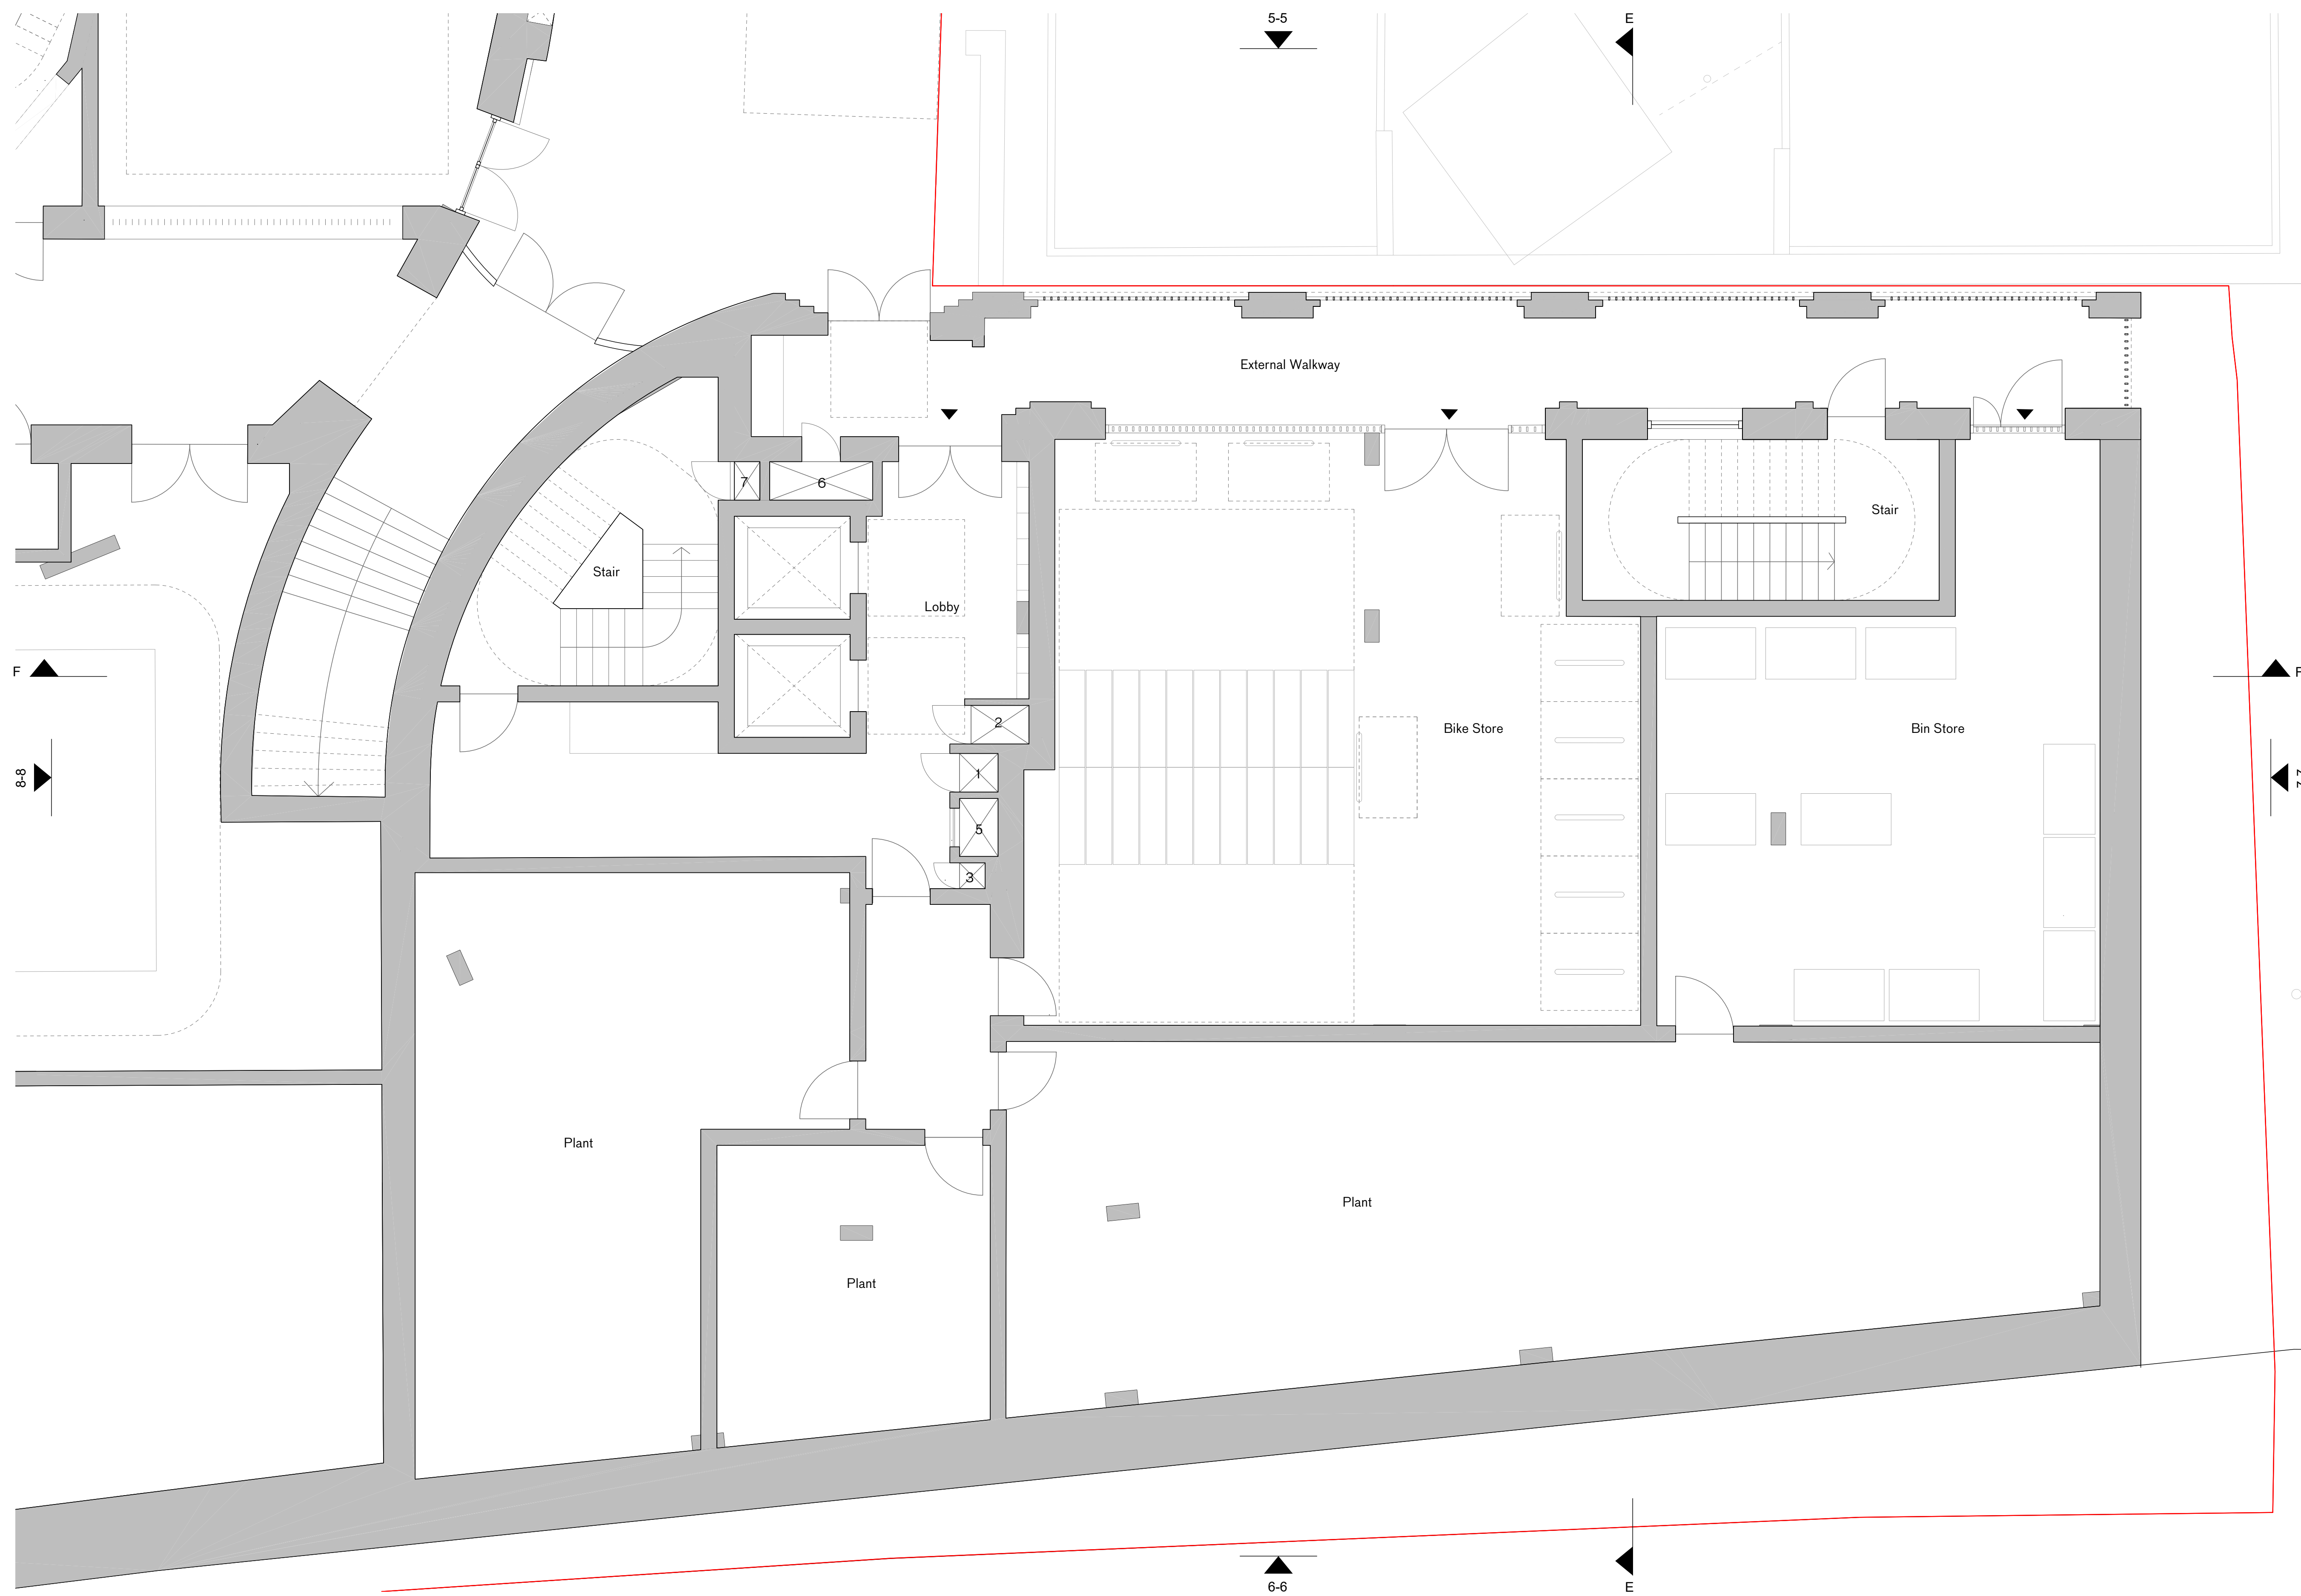 5-5
E
External Walkway
7
6
Stair
Stair
Lobby
F
F
2
Bike Store
Bin Store
1
8-8
5
3
Plant
Plant
Plant
6-6
E